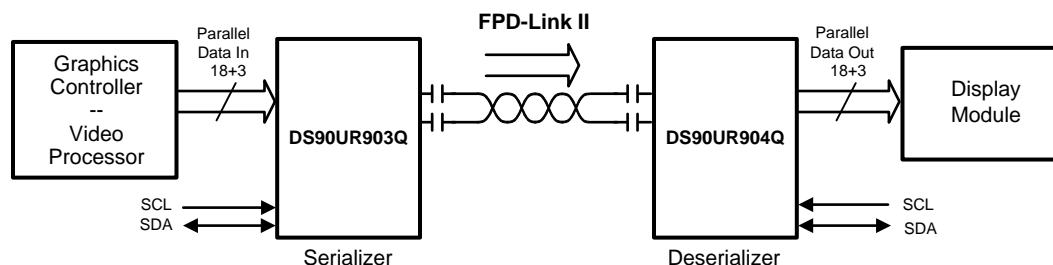 FPD-Link II
Parallel
Data In
18+3
Parallel
Data Out
18+3
Graphics
Controller
--
Video
Processor
DS90UR903Q
DS90UR904Q
Display
Module
SCL
SDA
SCL
SDA
Serializer
Deserializer